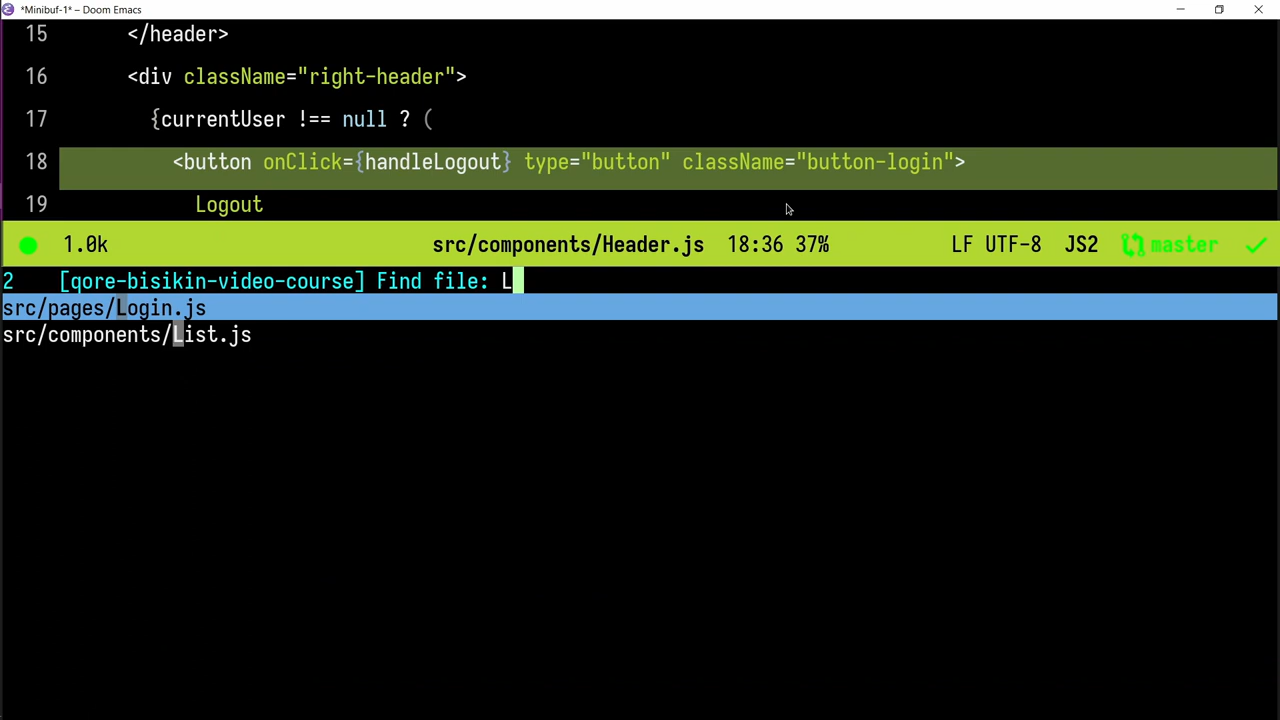 *Minibuf-1* – Doom Emacs
15 </header>
16 <div className="right-header">
17 {currentUser !== null ? (
18 <button onClick={handleLogout} type="button" className="button-login">
19 Logout
1.0k src/components/Header.js 18:36 37% LF UTF-8 JS2 master
2 [qore-bisikin-video-course] Find file: L
src/pages/Login.js
src/components/List.js